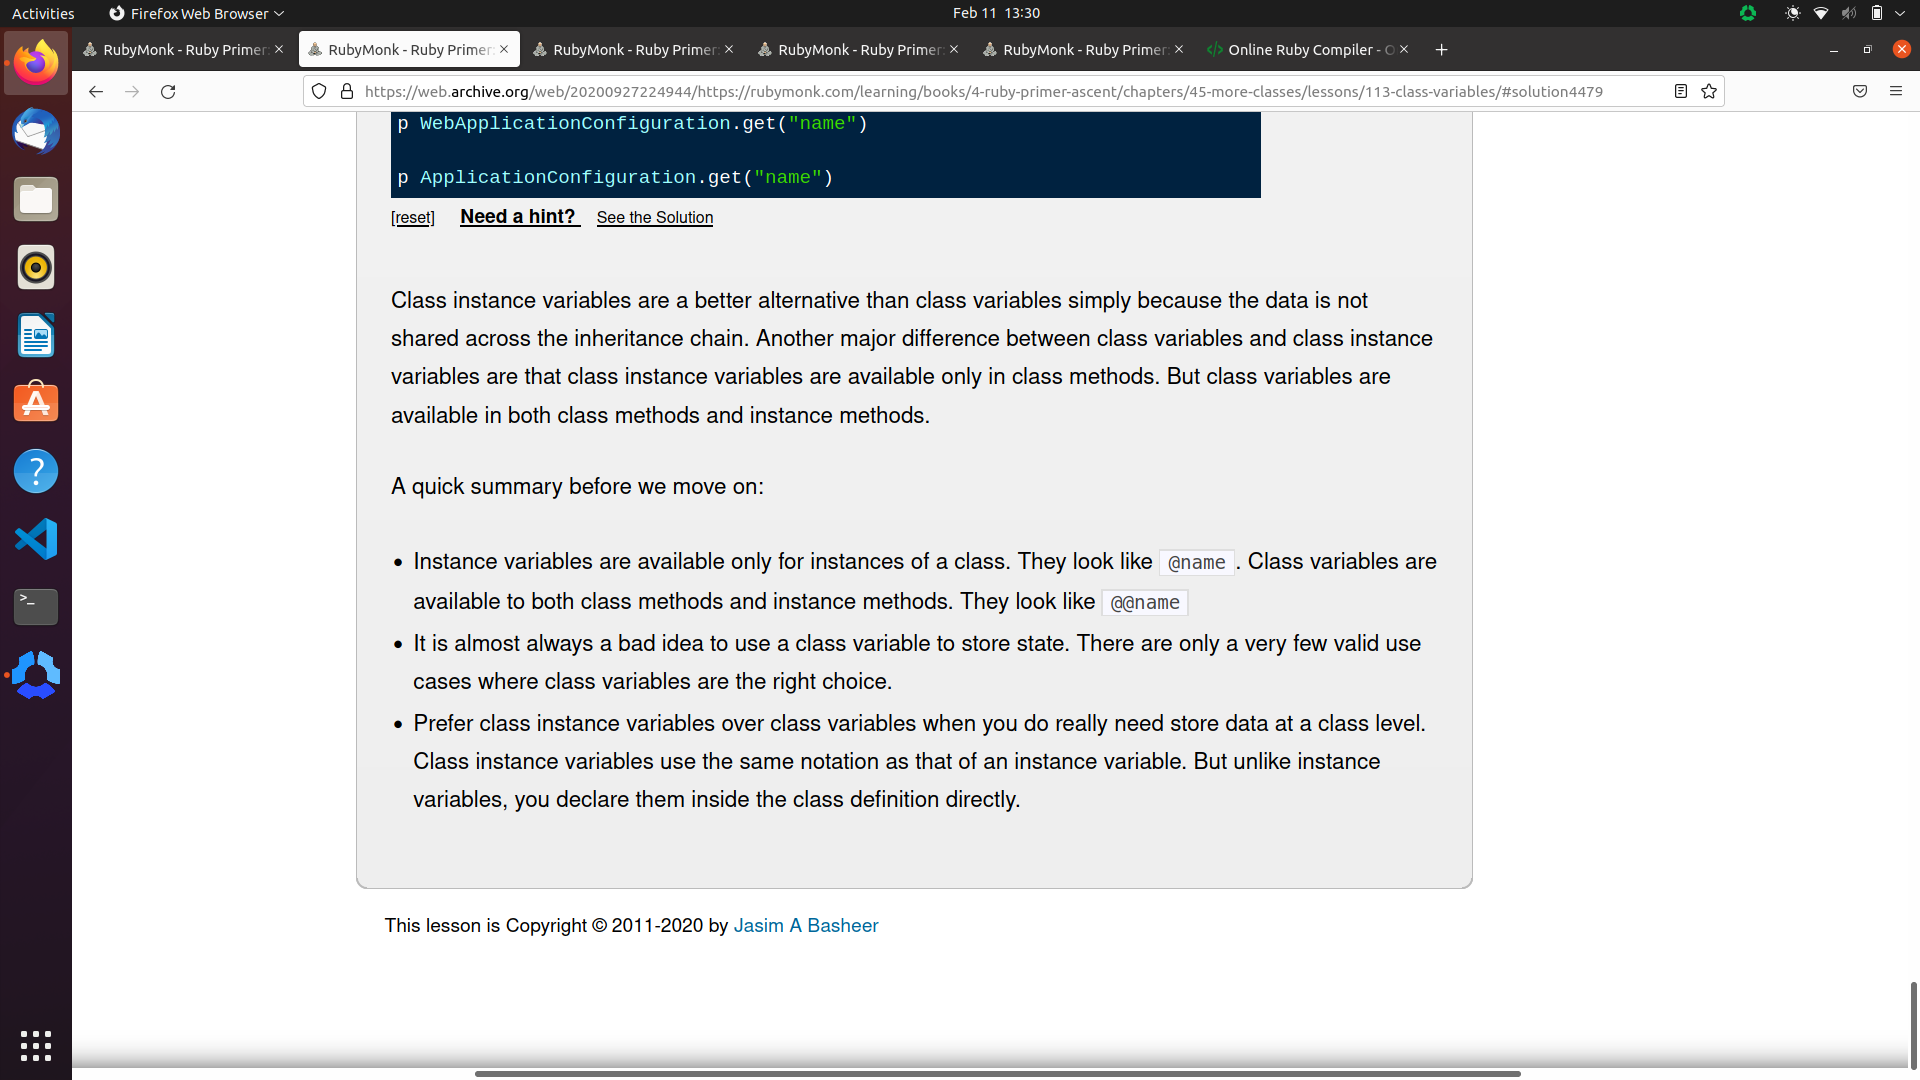 Activities Firefox Web Browser Feb 11 13:30
RubyMonk - Ruby Primer: RubyMonk - Ruby Primer: RubyMonk - Ruby Primer: RubyMonk - Ruby Primer: RubyMonk - Ruby Primer: Online Ruby Compiler - O
https://web.archive.org/web/20200927224944/https://rubymonk.com/learning/books/4-ruby-primer-ascent/chapters/45-more-classes/lessons/113-class-variables/#solution4479
p WebApplicationConfiguration.get("name")
p ApplicationConfiguration.get("name")
[reset] Need a hint? See the Solution
Class instance variables are a better alternative than class variables simply because the data is not
shared across the inheritance chain. Another major difference between class variables and class instance
variables are that class instance variables are available only in class methods. But class variables are
available in both class methods and instance methods.
A quick summary before we move on:
• Instance variables are available only for instances of a class. They look like @name . Class variables are
available to both class methods and instance methods. They look like @@name
• It is almost always a bad idea to use a class variable to store state. There are only a very few valid use
cases where class variables are the right choice.
• Prefer class instance variables over class variables when you do really need store data at a class level.
Class instance variables use the same notation as that of an instance variable. But unlike instance
variables, you declare them inside the class definition directly.
This lesson is Copyright © 2011-2020 by Jasim A Basheer